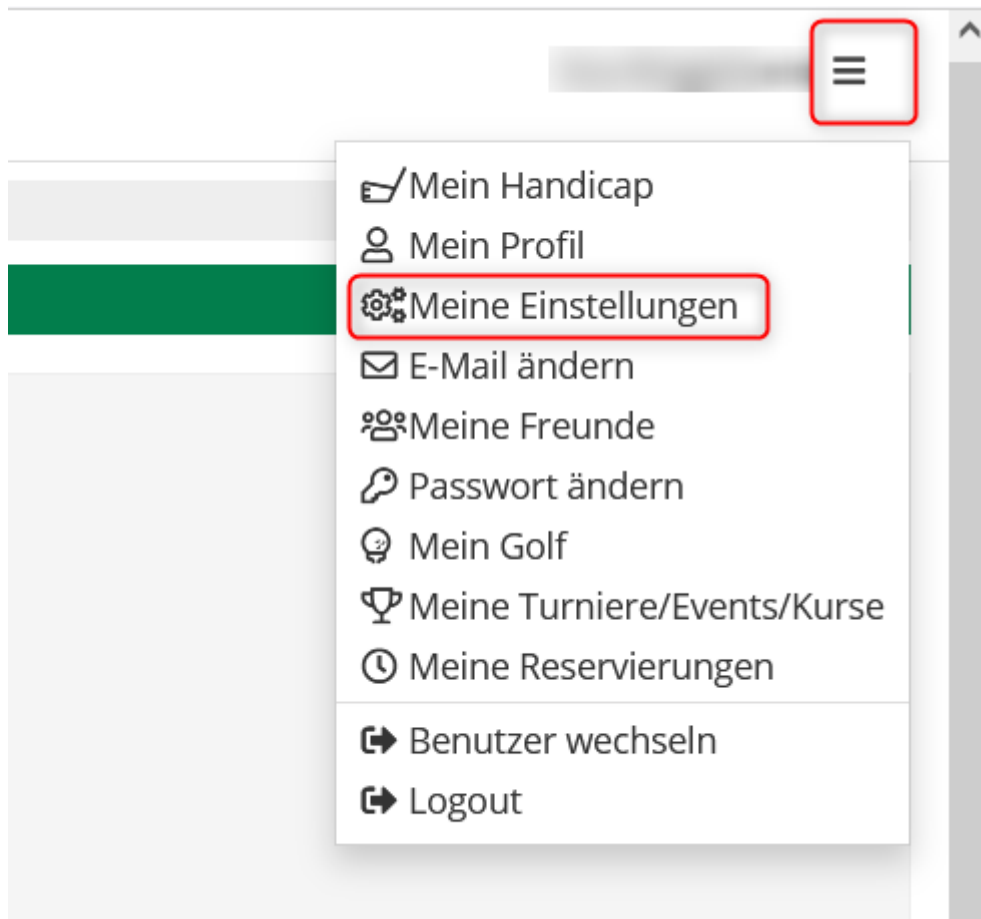 Mein Handicap
Mein Profil
Meine Einstellungen
E-Mail ändern
Meine Freunde
Passwort ändern
Mein Golf
Meine Turniere/Events/Kurse
Meine Reservierungen
Benutzer wechseln
Logout